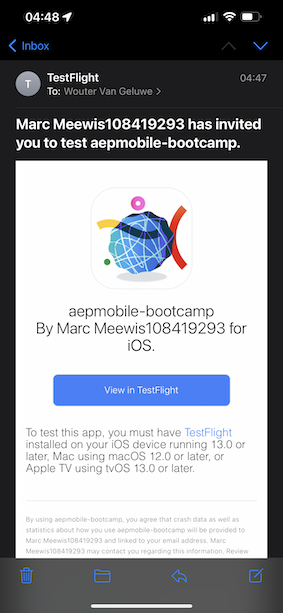 04:48
Inbox
TestFlight
04:47
To: Wouter Van Geluwe
Marc Meewis108419293 has invited
you to test aepmobile-bootcamp.
aepmobile-bootcamp
By Marc Meewis108419293 for
iOS.
View in TestFlight
To test this app, you must have TestFlight
installed on your iOS device running 13.0 or
later, Mac using macOS 12.0 or later, or
Apple TV using tvOS 13.0 or later.
By using aepmobile-bootcamp, you agree that crash data as well as
statistics about how you use aepmobile-bootcamp will be provided to
Marc Meewis108419293 and linked to your email address. Marc
Meewis108419293 may contact you regarding this information. Review